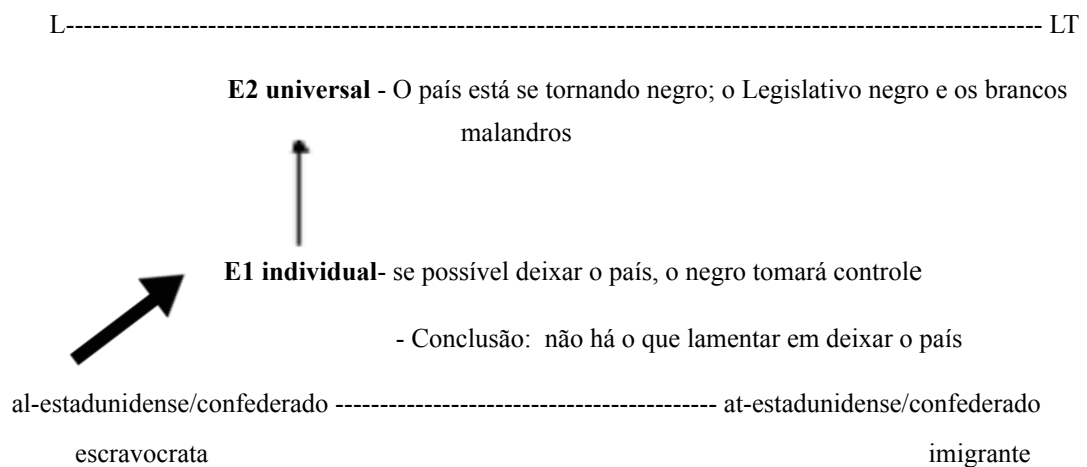 L------------------------------------------------------------------------------------------- LT
E2 universal - O país está se tornando negro; o Legislativo negro e os brancos
malandros
E1 individual- se possível deixar o país, o negro tomará controle
- Conclusão: não há o que lamentar em deixar o país
al-estadunidense/confederado ------------------------------------------ at-estadunidense/confederado
escravocrata imigrante